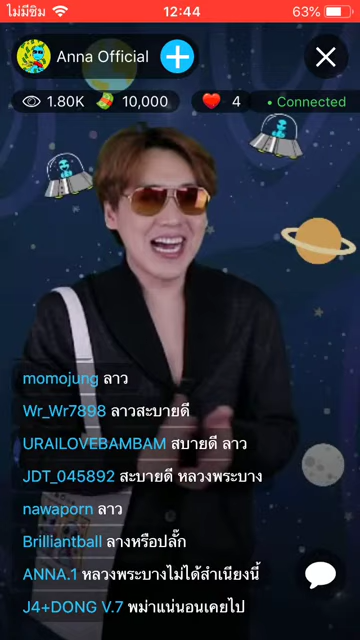 ไม่มีซิม 12:44 63%
Anna Official
1.80K 10,000 4 • Connected
momojung ลาว
Wr_Wr7898 ลาวสะบายดี
URAILOVEBAMBAM สบายดี ลาว
JDT_045892 สะบายดี หลวงพระบาง
nawaporn ลาว
Brilliantball ลางหรือปลั๊ก
ANNA.1 หลวงพระบางไม่ได้สำเนียงนี้
J4+DONG V.7 พม่าแน่นอนเคยไป